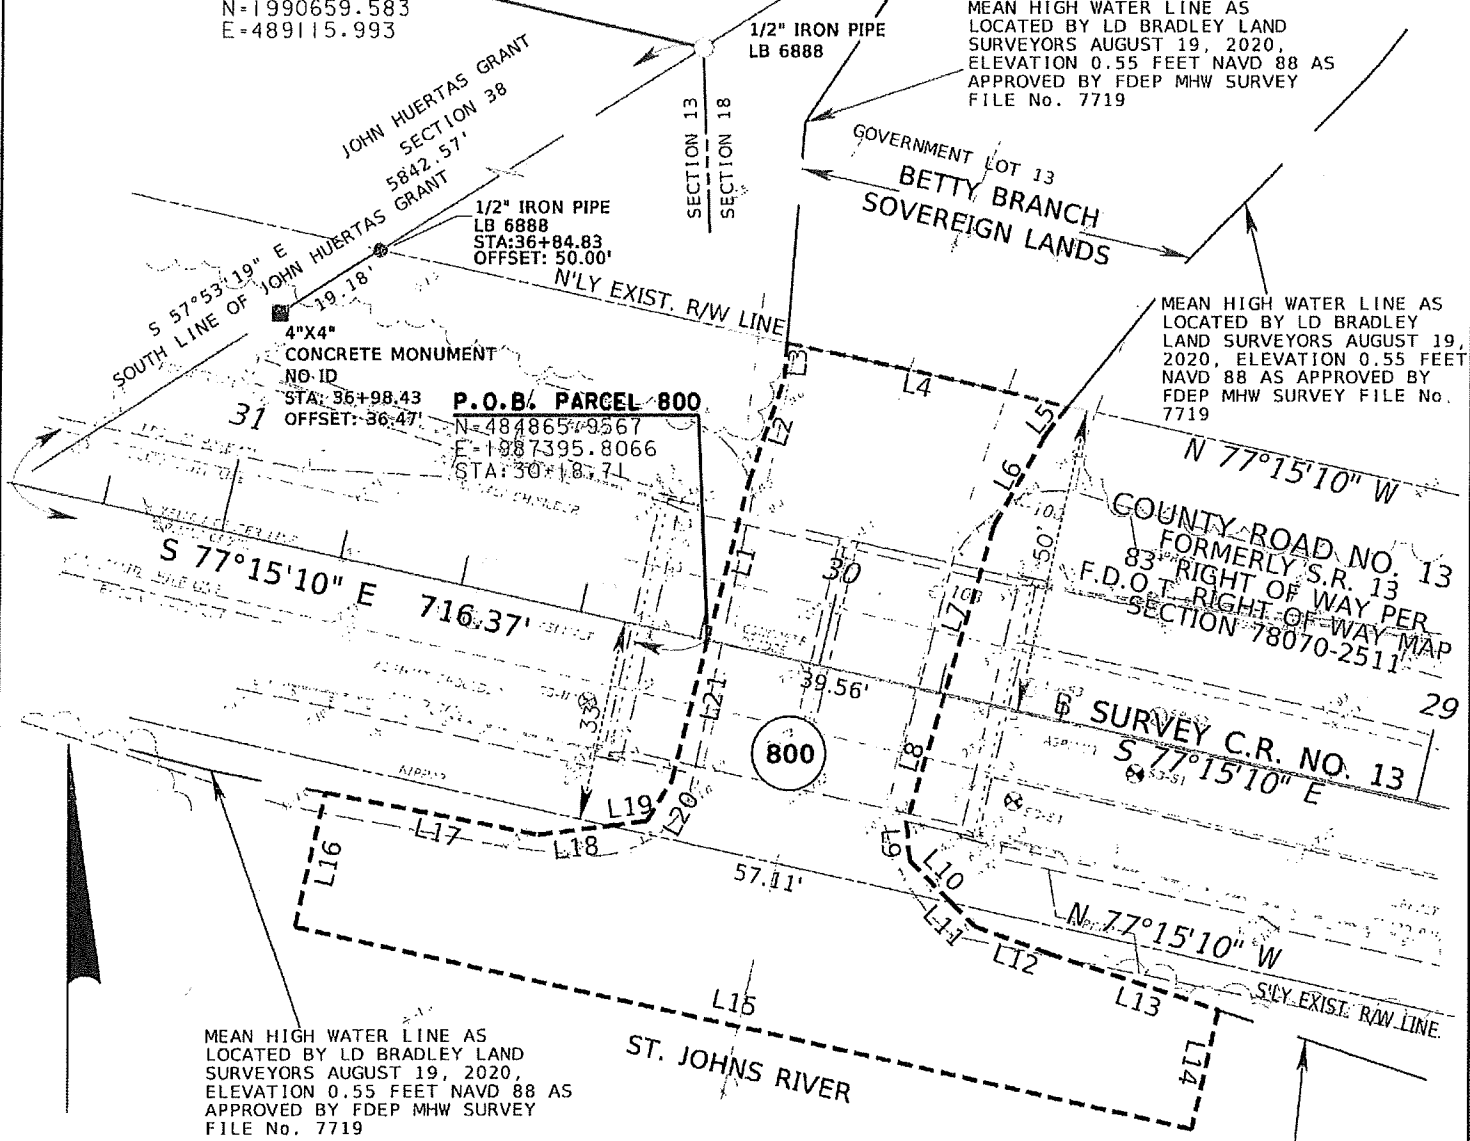 N=1990659.583
E=489115.993
1/2" IRON PIPE
LB 6888
MEAN HIGH WATER LINE AS
LOCATED BY LD BRADLEY LAND
SURVEYORS AUGUST 19, 2020,
ELEVATION 0.55 FEET NAVD 88 AS
APPROVED BY FDEP MHW SURVEY
FILE No. 7719
JOHN HUERTAS GRANT
SECTION 38
5842.57'
S 57°53'19" E
SOUTH LINE OF JOHN HUERTAS GRANT
19.18'
SECTION 13
SECTION 18
GOVERNMENT LOT 13
BETTY BRANCH
SOVEREIGN LANDS
1/2" IRON PIPE
LB 6888
STA:36+84.83
OFFSET: 50.00'
N'LY EXIST. R/W LINE
MEAN HIGH WATER LINE AS
LOCATED BY LD BRADLEY
LAND SURVEYORS AUGUST 19,
2020, ELEVATION 0.55 FEET
NAVD 88 AS APPROVED BY
FDEP MHW SURVEY FILE No.
7719
4"X4"
CONCRETE MONUMENT
NO ID
STA: 36+98.43
OFFSET: 36.47'
P.O.B. PARCEL 800
N=484865.9567
E=1987395.8066
STA:30+18.71
31
L3
L4
L2
L5
L6
N 77°15'10" W
COUNTY ROAD NO. 13
FORMERLY S.R. 13
83' RIGHT OF WAY PER
F.D.O.T. RIGHT OF WAY MAP
SECTION 78070-2511
50'
L1
30
L7
S 77°15'10" E 716.37'
39.56'
29
L21
33'
800
L8
℄ SURVEY C.R. NO. 13
S 77°15'10" E
L19
L20
L17
L18
L16
57.11'
L9
L10
L11
L12
N 77°15'10" W
L13
S'LY EXIST. R/W LINE
L14
L15
ST. JOHNS RIVER
MEAN HIGH WATER LINE AS
LOCATED BY LD BRADLEY LAND
SURVEYORS AUGUST 19, 2020,
ELEVATION 0.55 FEET NAVD 88 AS
APPROVED BY FDEP MHW SURVEY
FILE No. 7719